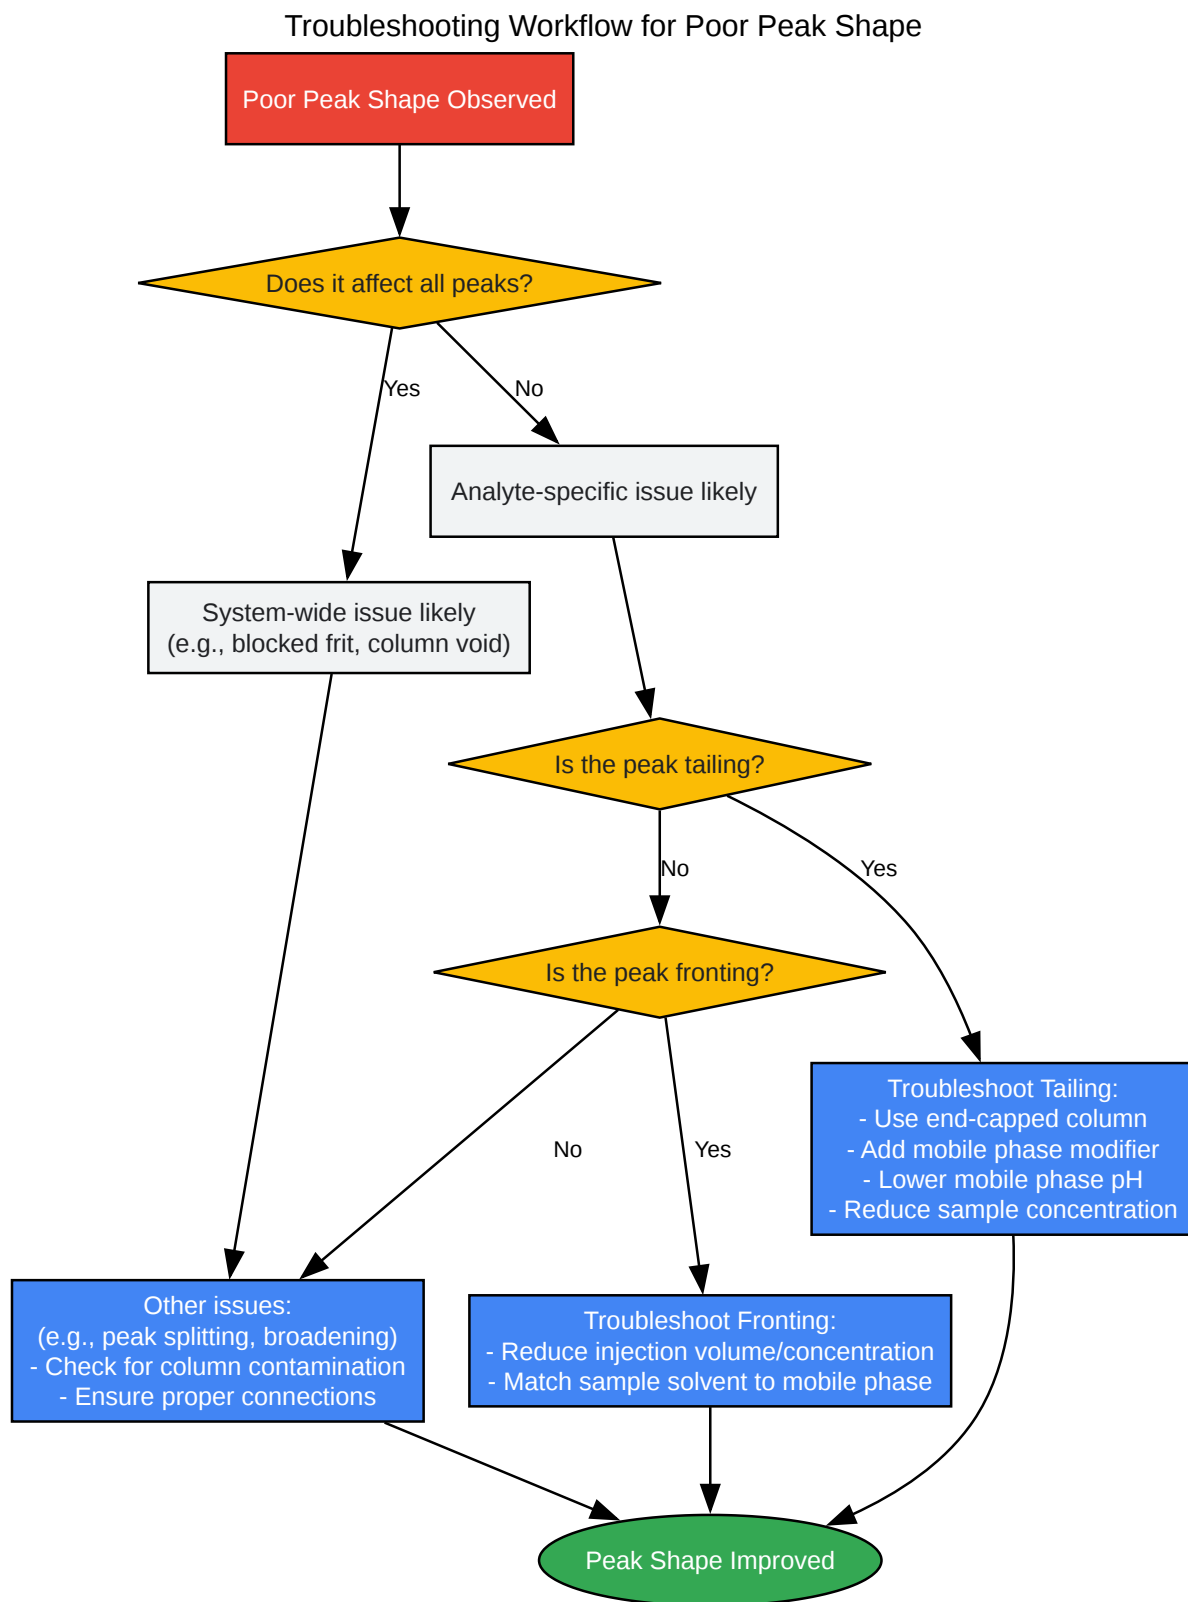 Troubleshooting Workflow for Poor Peak Shape
Poor Peak Shape Observed
Does it affect all peaks?
Yes
No
Analyte-specific issue likely
System-wide issue likely
(e.g., blocked frit, column void)
Is the peak tailing?
No
Yes
Is the peak fronting?
No
Yes
Troubleshoot Tailing:
- Use end-capped column
- Add mobile phase modifier
- Lower mobile phase pH
- Reduce sample concentration
Other issues:
(e.g., peak splitting, broadening)
- Check for column contamination
- Ensure proper connections
Troubleshoot Fronting:
- Reduce injection volume/concentration
- Match sample solvent to mobile phase
Peak Shape Improved